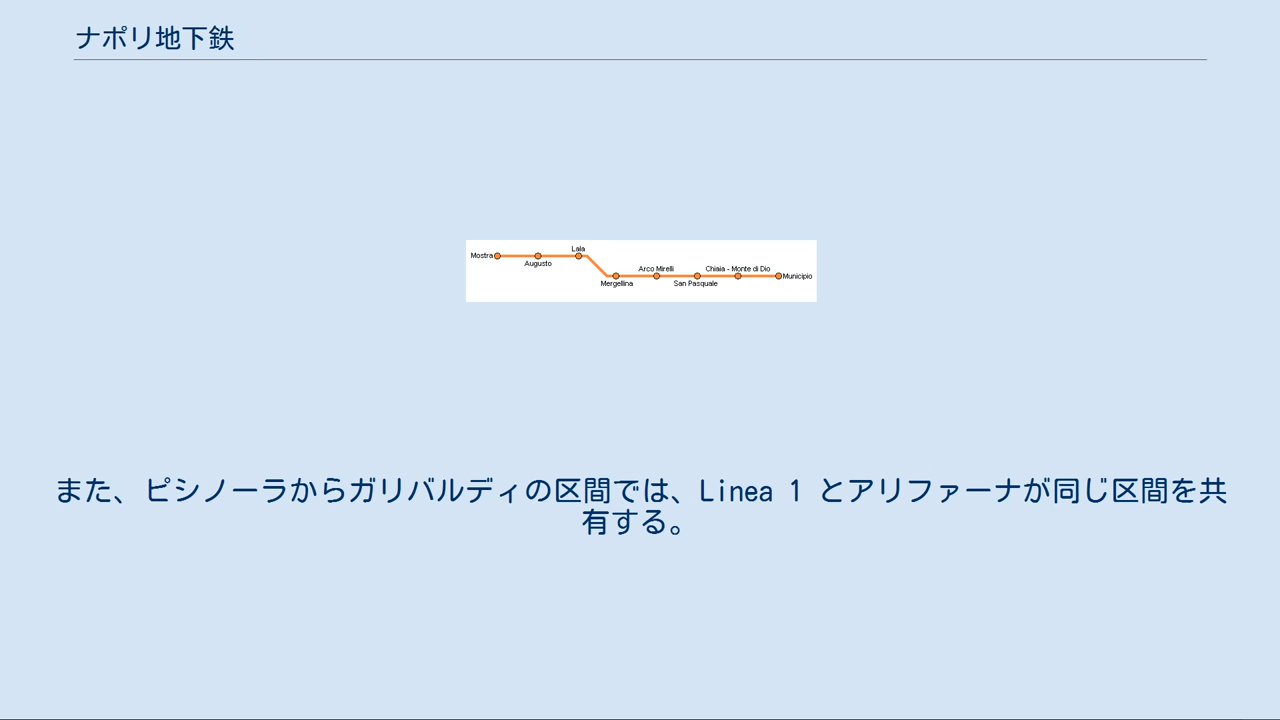 ナポリ地下鉄
Lala
Mostra
Augusto
Arco Mirelli
Chiaia - Monte di Dio
Municipio
Mergellina
San Pasquale
また、ピシノーラからガリバルディの区間では、Linea 1 とアリファーナが同じ区間を共
有する。